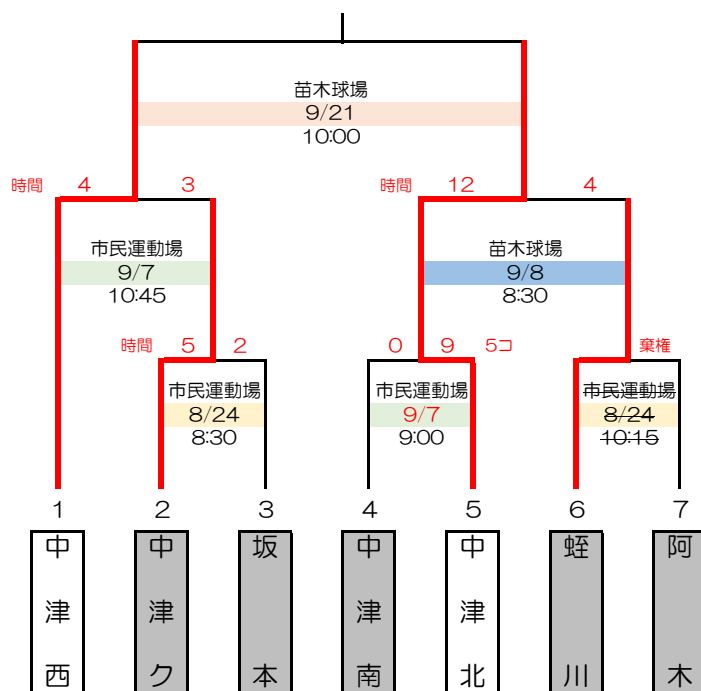 苗木球場
9/21
10:00
時間 4 3 時間 12 4
市民運動場 苗木球場
9/7 9/8
10:45 8:30
時間 5 2 0 9 5コ 棄権
市民運動場 市民運動場 市民運動場
8/24 9/7 8/24
8:30 9:00 10:15
1 2 3 4 5 6 7
中津西
中津ク
坂本
中津南
中津北
蛭川
阿木